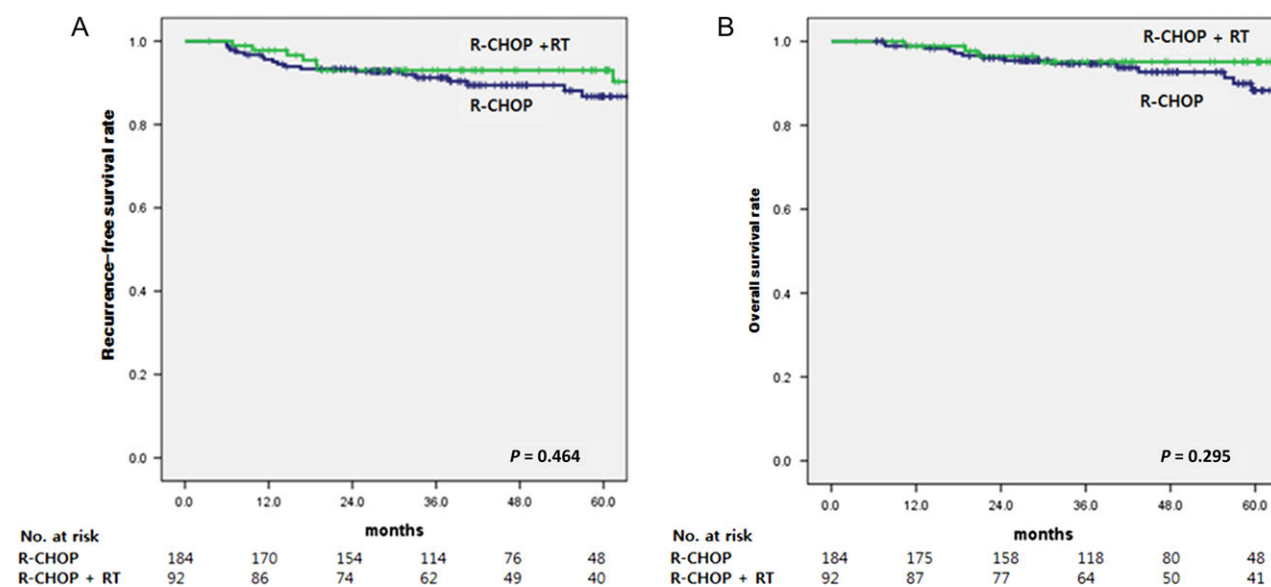 A
Recurrence-free survival rate
1.0
0.8
0.6
0.4
0.2
0.0
R-CHOP +RT
R-CHOP
P = 0.464
0.0 12.0 24.0 36.0 48.0 60.0
months
No. at risk
R-CHOP 184 170 154 114 76 48
R-CHOP + RT 92 86 74 62 49 40
B
Overall survival rate
1.0
0.8
0.6
0.4
0.2
0.0
R-CHOP + RT
R-CHOP
P = 0.295
0.0 12.0 24.0 36.0 48.0 60.0
months
No. at risk
R-CHOP 184 175 158 118 80 48
R-CHOP + RT 92 87 77 64 50 41